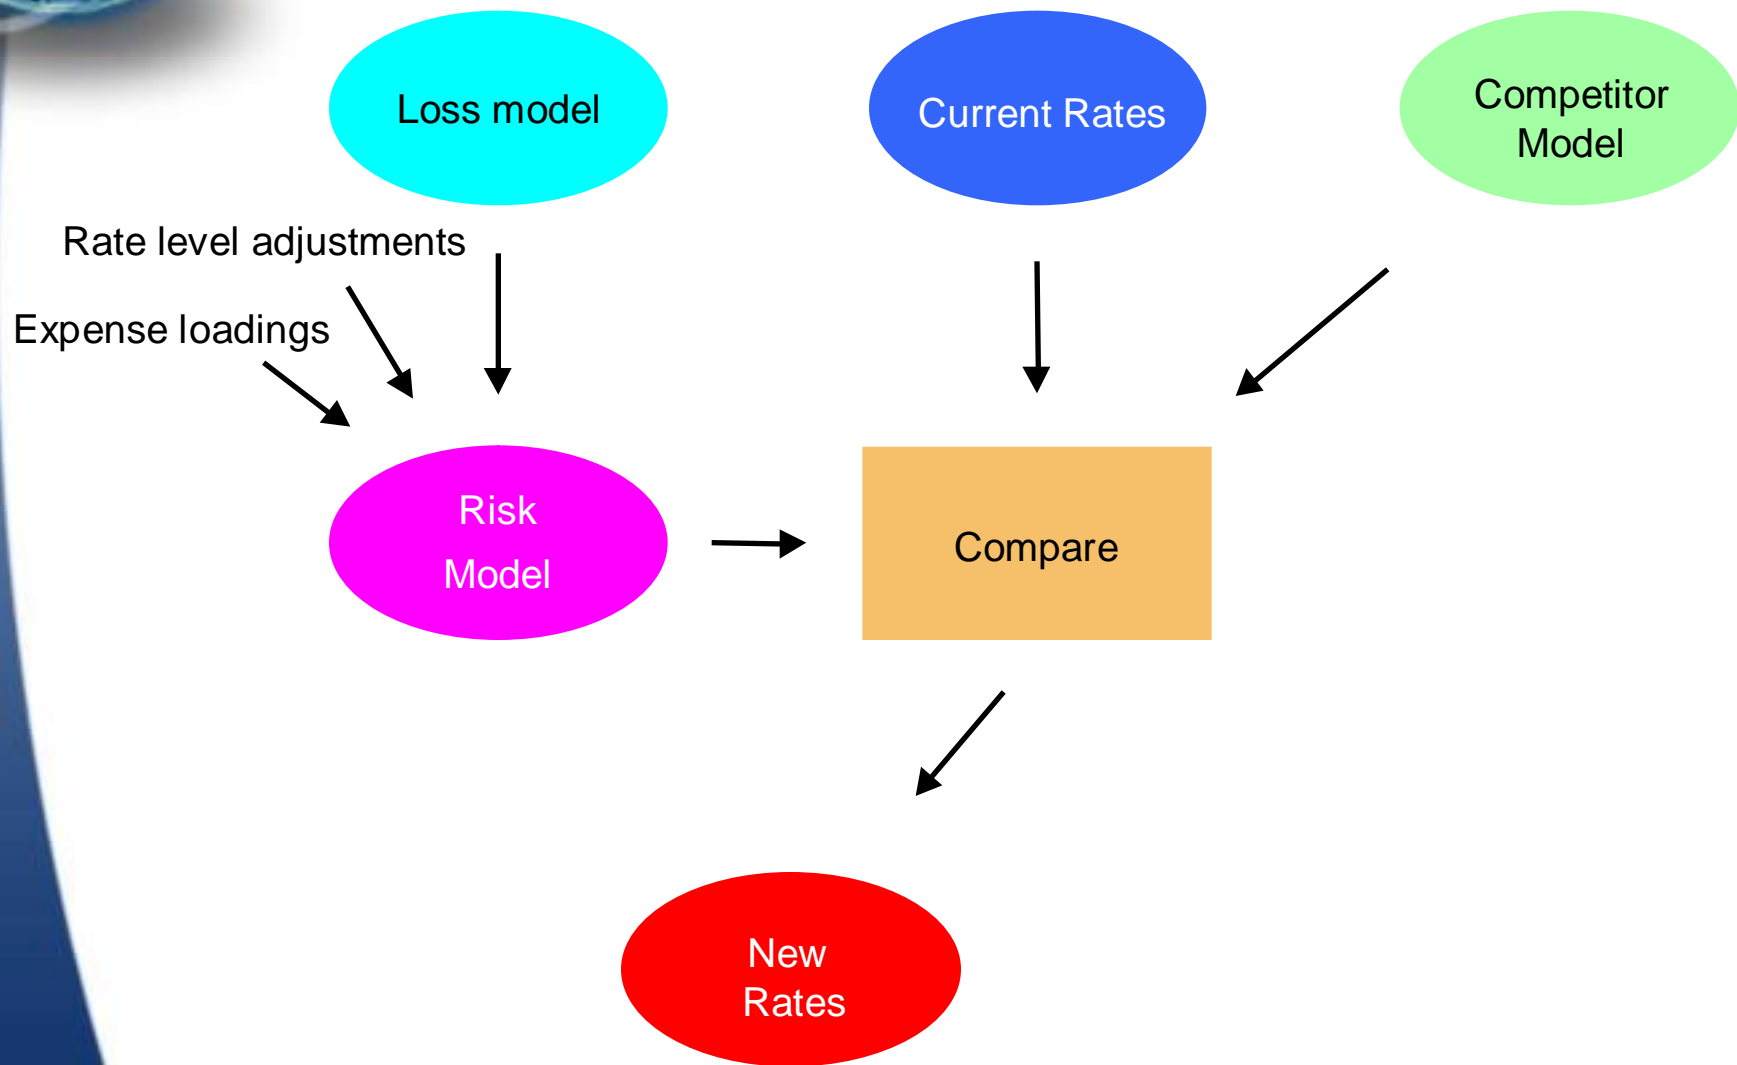 Loss model
Current Rates
Competitor
Model
Rate level adjustments
Expense loadings
Risk
Model
Compare
New
Rates